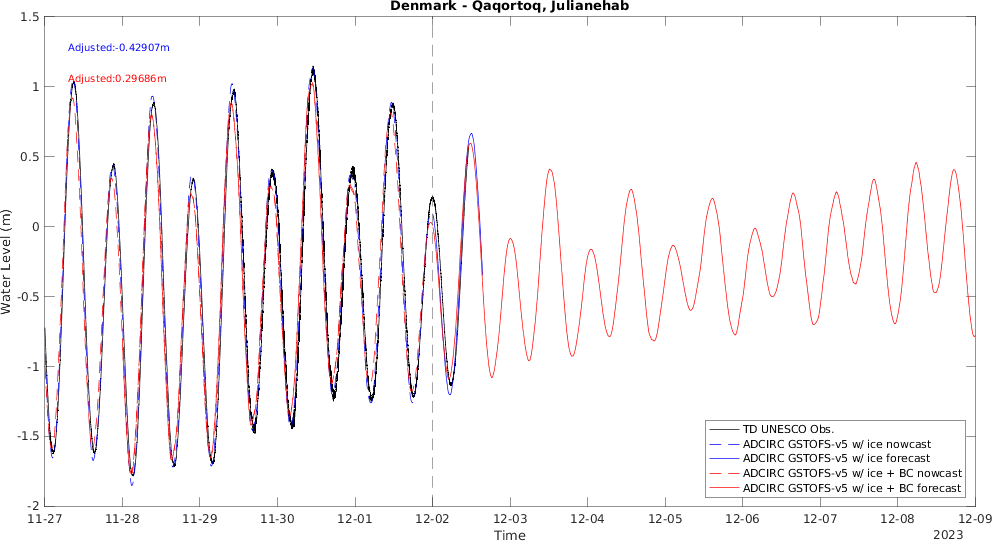 Denmark - Qaqortoq, Julianehab
1.5
Adjusted:-0.42907m
Adjusted:0.29686m
1
0.5
0
-0.5
-1
-1.5
-2
Water Level (m)
TD UNESCO Obs.
ADCIRC GSTOFS-v5 w/ ice nowcast
ADCIRC GSTOFS-v5 w/ ice forecast
ADCIRC GSTOFS-v5 w/ ice + BC nowcast
ADCIRC GSTOFS-v5 w/ ice + BC forecast
11-27 11-28 11-29 11-30 12-01 12-02 12-03 12-04 12-05 12-06 12-07 12-08 12-09
Time
2023